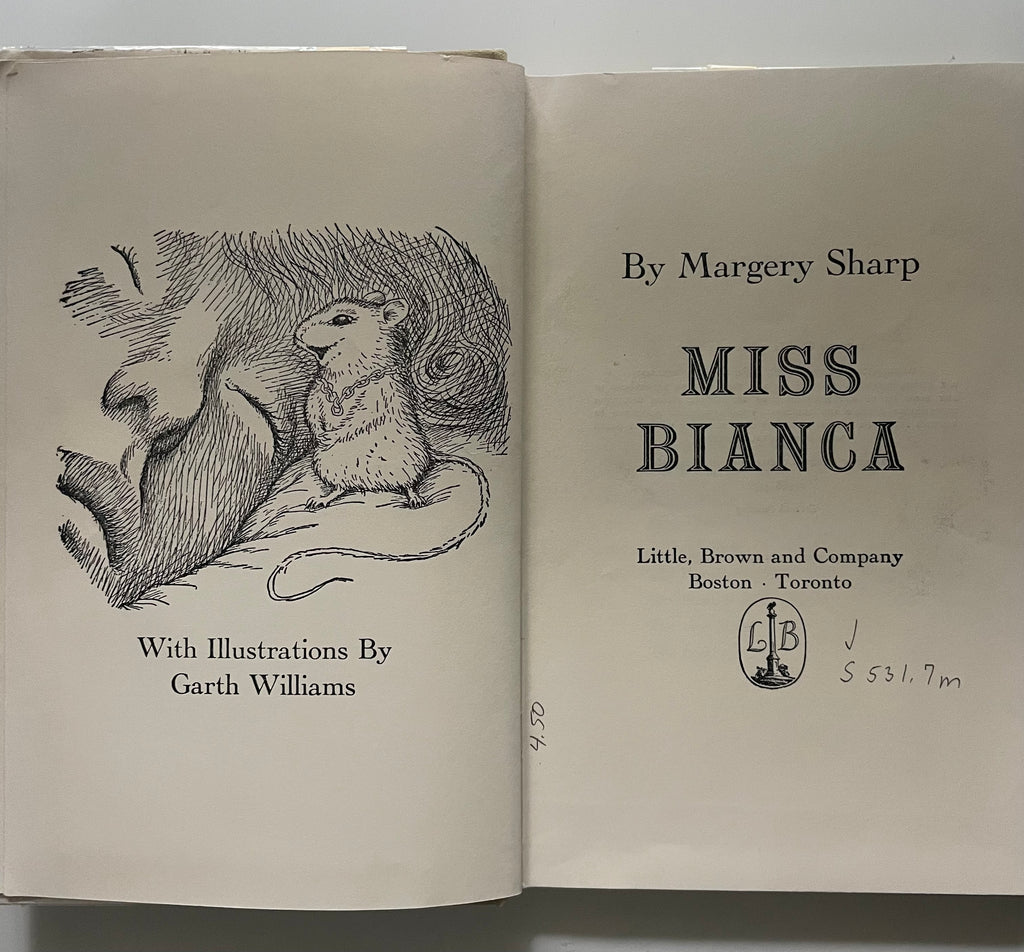 With Illustrations By
Garth Williams
By Margery Sharp
MISS
BIANCA
Little, Brown and Company
Boston · Toronto
L B
J
S 531.7m
4.50